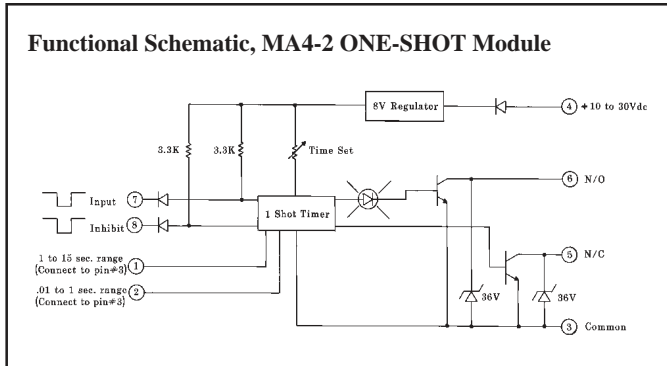 Functional Schematic, MA4-2 ONE-SHOT Module
8V Regulator
4
+10 to 30Vdc
3.3K
3.3K
Time Set
6
N/O
Input
7
1 Shot Timer
Inhibit
8
5
N/C
1 to 15 sec. range
(Connect to pin#3)
1
.01 to 1 sec. range
(Connect to pin#3)
2
36V
36V
3
Common